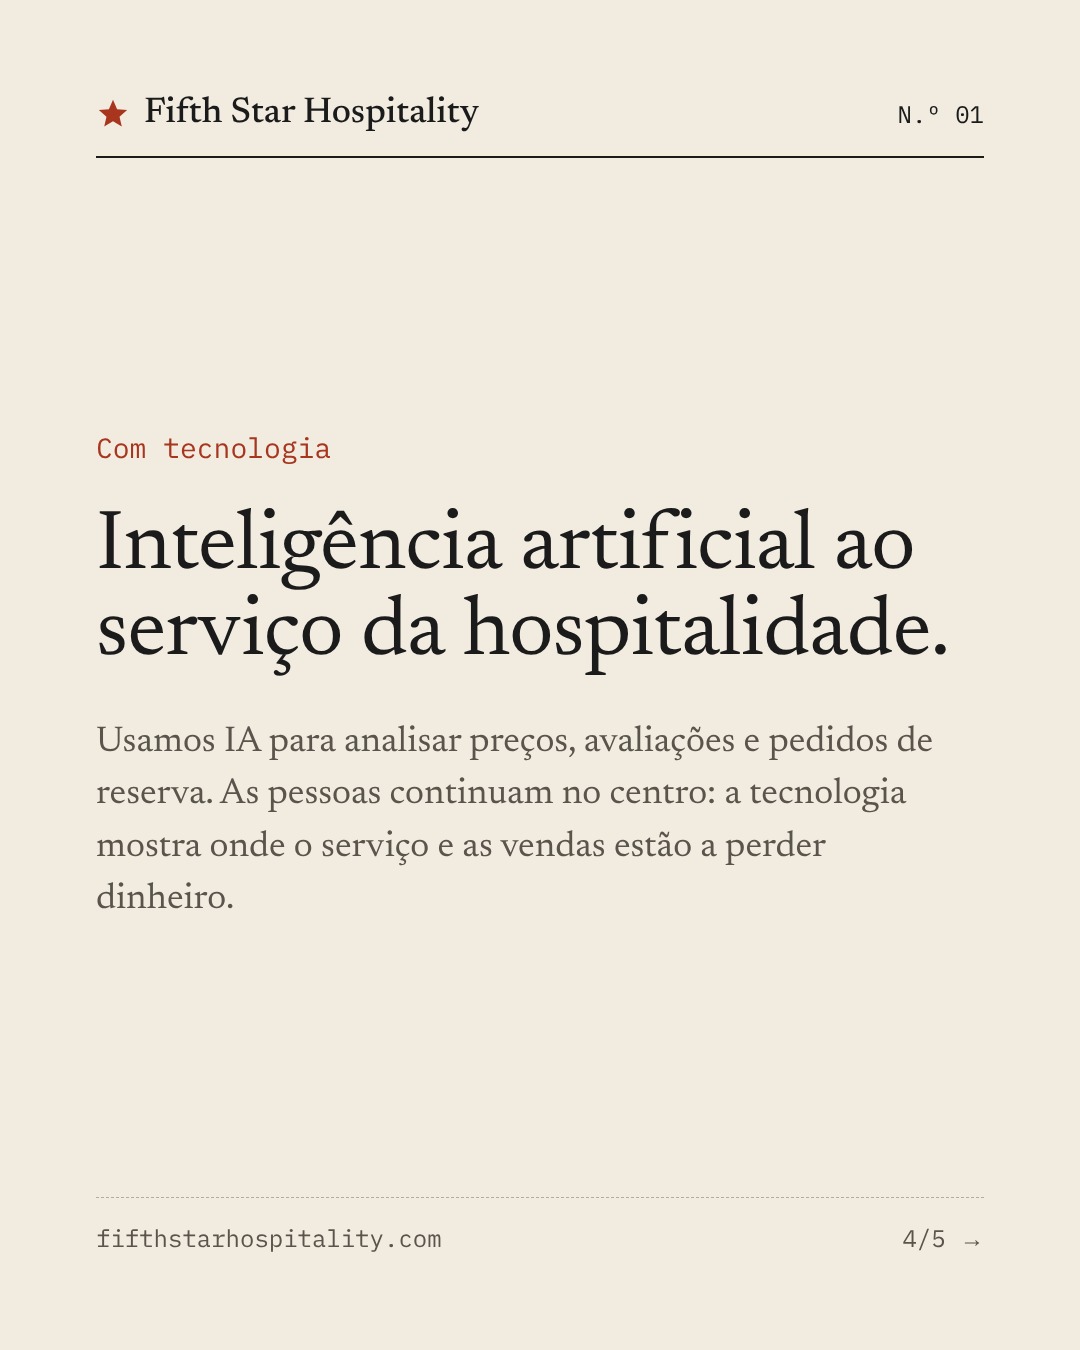 Fifth Star Hospitality
N.º 01
Com tecnologia
Inteligência artificial ao
serviço da hospitalidade.
Usamos IA para analisar preços, avaliações e pedidos de
reserva. As pessoas continuam no centro: a tecnologia
mostra onde o serviço e as vendas estão a perder
dinheiro.
fifthstarhospitality.com
4/5 →